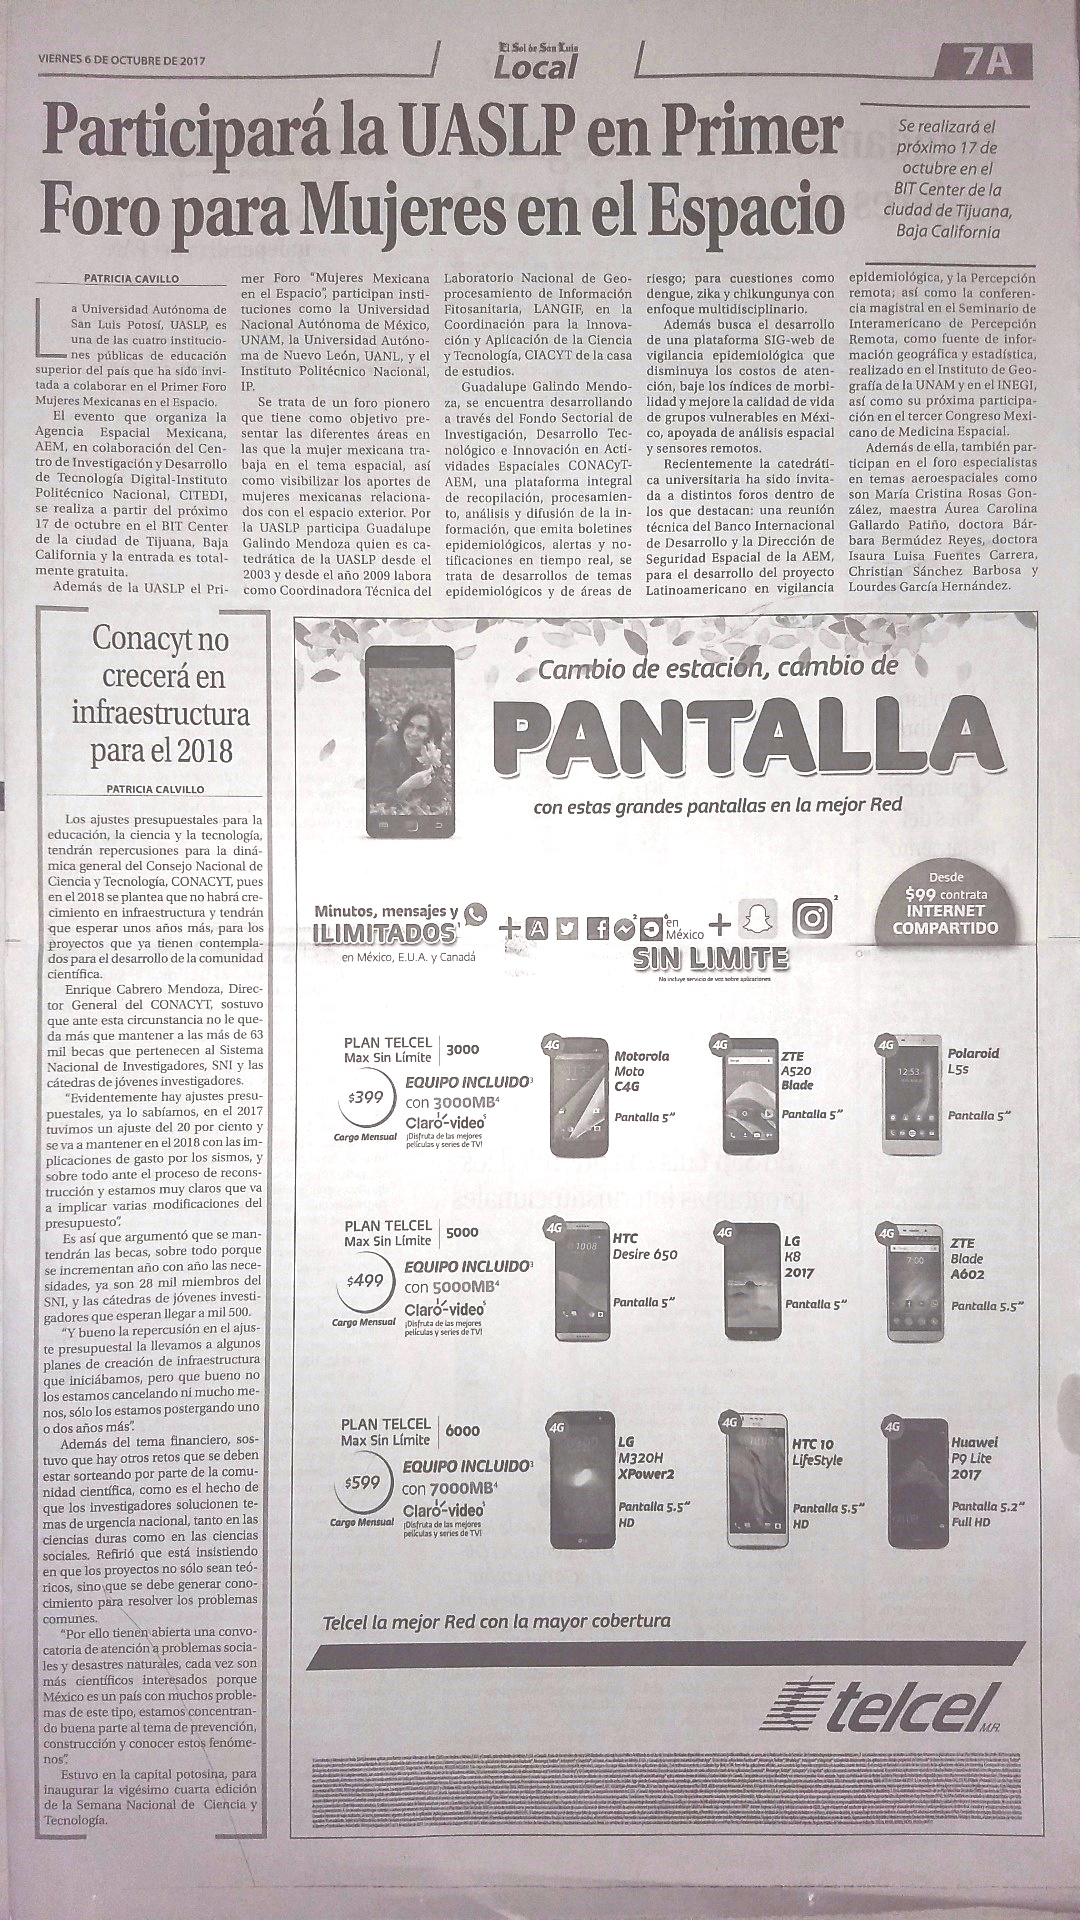 VIERNES 6 DE OCTUBRE DE 2017
El Sol de San Luis
Local
7A
Participará la UASLP en Primer
Foro para Mujeres en el Espacio
Se realizará el
próximo 17 de
octubre en el
BIT Center de la
ciudad de Tijuana,
Baja California
PATRICIA CAVILLO
La Universidad Autónoma de
San Luis Potosí, UASLP, es
una de las cuatro institucio-
nes públicas de educación
superior del país que ha sido invi-
tada a colaborar en el Primer Foro
Mujeres Mexicanas en el Espacio.
El evento que organiza la
Agencia Espacial Mexicana,
AEM, en colaboración del Cen-
tro de Investigación y Desarrollo
de Tecnología Digital-Instituto
Politécnico Nacional, CITEDI,
se realiza a partir del próximo
17 de octubre en el BIT Center
de la ciudad de Tijuana, Baja
California y la entrada es total-
mente gratuita.
Además de la UASLP el Pri-
mer Foro “Mujeres Mexicana
en el Espacio”, participan insti-
tuciones como la Universidad
Nacional Autónoma de México,
UNAM, la Universidad Autóno-
ma de Nuevo León, UANL, y el
Instituto Politécnico Nacional,
IP.
Se trata de un foro pionero
que tiene como objetivo pre-
sentar las diferentes áreas en
las que la mujer mexicana tra-
baja en el tema espacial, así
como visibilizar los aportes de
mujeres mexicanas relaciona-
dos con el espacio exterior. Por
la UASLP participa Guadalupe
Galindo Mendoza quien es ca-
tedrática de la UASLP desde el
2003 y desde el año 2009 labora
como Coordinadora Técnica del
Laboratorio Nacional de Geo-
procesamiento de Información
Fitosanitaria, LANGIF, en la
Coordinación para la Innova-
ción y Aplicación de la Ciencia
y Tecnología, CIACYT de la casa
de estudios.
Guadalupe Galindo Mendo-
za, se encuentra desarrollando
a través del Fondo Sectorial de
Investigación, Desarrollo Tec-
nológico e Innovación en Acti-
vidades Espaciales CONACyT-
AEM, una plataforma integral
de recopilación, procesamien-
to, análisis y difusión de la in-
formación, que emita boletines
epidemiológicos, alertas y no-
tificaciones en tiempo real, se
trata de desarrollos de temas
epidemiológicos y de áreas de
riesgo; para cuestiones como
dengue, zika y chikungunya con
enfoque multidisciplinario.
Además busca el desarrollo
de una plataforma SIG-web de
vigilancia epidemiológica que
disminuya los costos de aten-
ción, baje los índices de morbi-
lidad y mejore la calidad de vida
de grupos vulnerables en Méxi-
co, apoyada de análisis espacial
y sensores remotos.
Recientemente la catedráti-
ca universitaria ha sido invita-
da a distintos foros dentro de
los que destacan: una reunión
técnica del Banco Internacional
de Desarrollo y la Dirección de
Seguridad Espacial de la AEM,
para el desarrollo del proyecto
Latinoamericano en vigilancia
epidemiológica, y la Percepción
remota; así como la conferen-
cia magistral en el Seminario de
Interamericano de Percepción
Remota, como fuente de infor-
mación geográfica y estadística,
realizado en el Instituto de Geo-
grafía de la UNAM y en el INEGI,
así como su próxima participa-
ción en el tercer Congreso Mexi-
cano de Medicina Espacial.
Además de ella, también par-
ticipan en el foro especialistas
en temas aeroespaciales como
son María Cristina Rosas Gon-
zález, maestra Áurea Carolina
Gallardo Patiño, doctora Bár-
bara Bermúdez Reyes, doctora
Isaura Luisa Fuentes Carrera,
Christian Sánchez Barbosa y
Lourdes García Hernández.
Conacyt no
crecerá en
infraestructura
para el 2018
PATRICIA CALVILLO
Los ajustes presupuestales para la
educación, la ciencia y la tecnología,
tendrán repercusiones para la diná-
mica general del Consejo Nacional de
Ciencia y Tecnología, CONACYT, pues
en el 2018 se plantea que no habrá cre-
cimiento en infraestructura y tendrán
que esperar unos años más, para los
proyectos que ya tienen contempla-
dos para el desarrollo de la comunidad
científica.
Enrique Cabrero Mendoza, Direc-
tor General del CONACYT, sostuvo
que ante esta circunstancia no le que-
da más que mantener a las más de 63
mil becas que pertenecen al Sistema
Nacional de Investigadores, SNI y las
cátedras de jóvenes investigadores.
“Evidentemente hay ajustes presu-
puestales, ya lo sabíamos, en el 2017
tuvimos un ajuste del 20 por ciento y
se va a mantener en el 2018 con las im-
plicaciones de gasto por los sismos, y
sobre todo ante el proceso de recons-
trucción y estamos muy claros que va
a implicar varias modificaciones del
presupuesto”.
Es así que argumentó que se man-
tendrán las becas, sobre todo porque
se incrementan año con año las nece-
sidades, ya son 28 mil miembros del
SNI, y las cátedras de jóvenes investi-
gadores que esperan llegar a mil 500.
“Y bueno la repercusión en el ajus-
te presupuestal la llevamos a algunos
planes de creación de infraestructura
que iniciábamos, pero que bueno no
los estamos cancelando ni mucho me-
nos, sólo los estamos postergando uno
o dos años más”.
Además del tema financiero, sos-
tuvo que hay otros retos que se deben
estar sorteando por parte de la comu-
nidad científica, como es el hecho de
que los investigadores solucionen te-
mas de urgencia nacional, tanto en las
ciencias duras como en las ciencias
sociales. Refirió que está insistiendo
en que los proyectos no sólo sean teó-
ricos, sino que se debe generar cono-
cimiento para resolver los problemas
comunes.
“Por ello tienen abierta una convo-
catoria de atención a problemas socia-
les y desastres naturales, cada vez son
más científicos interesados porque
México es un país con muchos proble-
mas de este tipo, estamos concentran-
do buena parte al tema de prevención,
construcción y conocer estos fenóme-
nos”.
Estuvo en la capital potosina, para
inaugurar la vigésimo cuarta edición
de la Semana Nacional de Ciencia y
Tecnología.
Cambio de estación, cambio de
PANTALLA
con estas grandes pantallas en la mejor Red
Minutos, mensajes y
ILIMITADOS¹
en México, E.U.A. y Canadá
+ + en México
SIN LIMITE
No incluye servicio de voz sobre aplicaciones
Desde
$99 contrata
INTERNET
COMPARTIDO
PLAN TELCEL
Max Sin Límite 3000
$399
Cargo Mensual
EQUIPO INCLUIDO³
con 3000MB⁴
Claro-video⁵
¡Disfruta de las mejores
películas y series de TV!
4G Motorola
Moto
C4G
Pantalla 5”
4G ZTE
A520
Blade
Pantalla 5”
4G Polaroid
L5s
12:53
Pantalla 5”
PLAN TELCEL
Max Sin Límite 5000
$499
Cargo Mensual
EQUIPO INCLUIDO³
con 5000MB⁴
Claro-video⁵
¡Disfruta de las mejores
películas y series de TV!
4G HTC
Desire 650
10:08
Pantalla 5”
4G LG
K8
2017
Pantalla 5”
4G ZTE
Blade
A602
7:00
Pantalla 5.5”
PLAN TELCEL
Max Sin Límite 6000
$599
Cargo Mensual
EQUIPO INCLUIDO³
con 7000MB⁴
Claro-video⁵
¡Disfruta de las mejores
películas y series de TV!
4G LG
M320H
XPower2
Pantalla 5.5”
HD
4G HTC 10
LifeStyle
Pantalla 5.5”
HD
4G Huawei
P9 Lite
2017
Pantalla 5.2”
Full HD
Telcel la mejor Red con la mayor cobertura
telcel M.R.